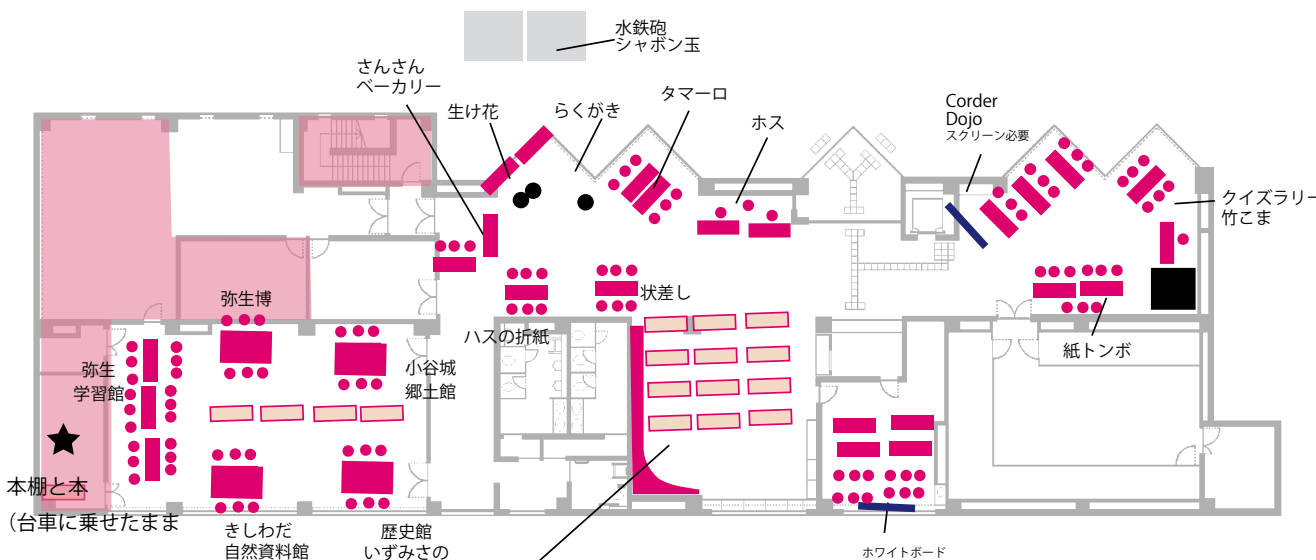 水鉄砲
シャボン玉
さんさん
ベーカリー
生け花
らくがき
タマーロ
ホス
Corder
Dojo
スクリーン必要
クイズラリー
竹こま
弥生博
状差し
ハスの折紙
紙トンボ
弥生
学習館
小谷城
郷土館
本棚と本
（台車に乗せたまま
きしわだ
自然資料館
歴史館
いずみさの
ホワイトボード